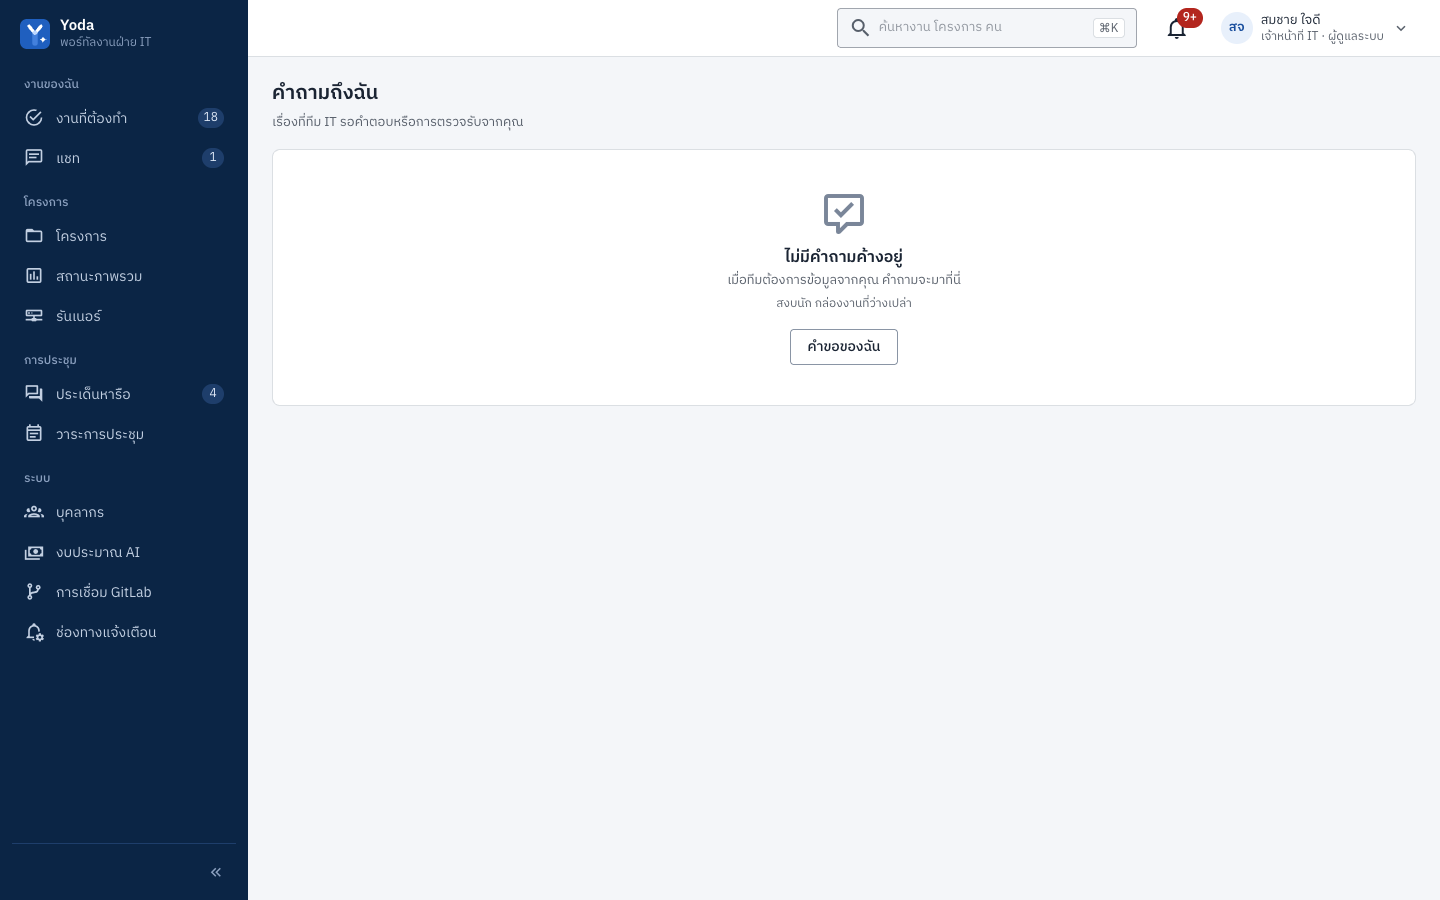 Yoda
พอร์ทัลงานฝ่าย IT
งานของฉัน
งานที่ต้องทำ 18
แชท 1
โครงการ
โครงการ
สถานะภาพรวม
รันเนอร์
การประชุม
ประเด็นหารือ 4
วาระการประชุม
ระบบ
บุคลากร
งบประมาณ AI
การเชื่อม GitLab
ช่องทางแจ้งเตือน
ค้นหางาน โครงการ คน ⌘K
9+
สจ
สมชาย ใจดี
เจ้าหน้าที่ IT · ผู้ดูแลระบบ
คำถามถึงฉัน
เรื่องที่ทีม IT รอคำตอบหรือการตรวจรับจากคุณ
ไม่มีคำถามค้างอยู่
เมื่อทีมต้องการข้อมูลจากคุณ คำถามจะมาที่นี่
สงบนัก กล่องงานที่ว่างเปล่า
คำขอของฉัน